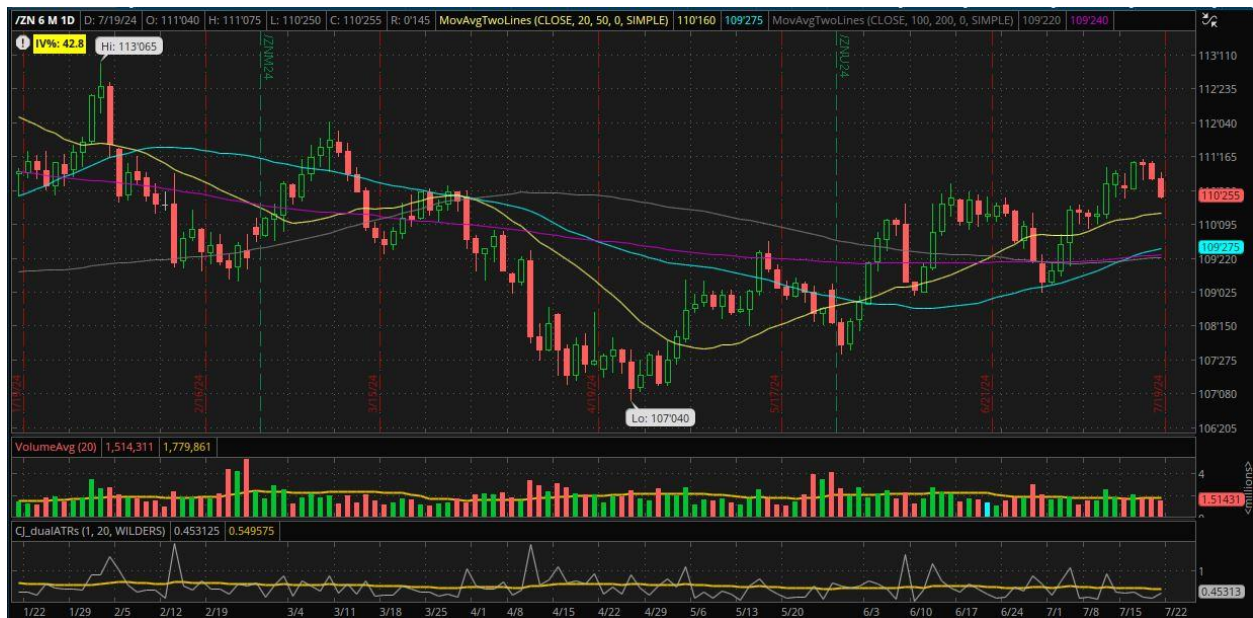 /ZN 6 M 1D D: 7/19/24 O: 111'040 H: 111'075 L: 110'250 C: 110'255 R: 0'145 MovAvgTwoLines (CLOSE, 20, 50, 0, SIMPLE) 110'160 109'275 MovAvgTwoLines (CLOSE, 100, 200, 0, SIMPLE) 109'220 109'240
! IV%: 42.8 Hi: 113'065
/ZNM24
/ZNU24
113'110
112'235
112'040
111'165
110'255
110'095
109'275
109'220
109'025
108'150
107'275
107'080
106'205
1/19/24
2/16/24
3/15/24
4/19/24
5/17/24
6/21/24
7/19/24
Lo: 107'040
VolumeAvg (20) 1,514,311 1,779,861
4
1.51431
<millions>
CJ_dualATRs (1, 20, WILDERS) 0.453125 0.549575
1
0.45313
1/22 1/29 2/5 2/12 2/19 3/4 3/11 3/18 3/25 4/1 4/8 4/15 4/22 4/29 5/6 5/13 5/20 6/3 6/10 6/17 6/24 7/1 7/8 7/15 7/22